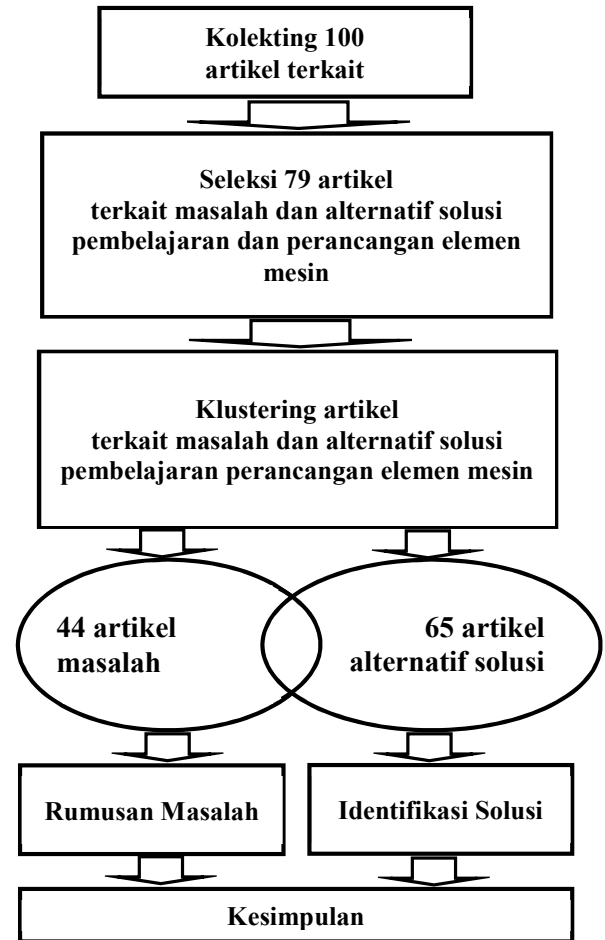 Kolekting 100
artikel terkait
Seleksi 79 artikel
terkait masalah dan alternatif solusi
pembelajaran dan perancangan elemen
mesin
Klustering artikel
terkait masalah dan alternatif solusi
pembelajaran perancangan elemen mesin
44 artikel
masalah
65 artikel
alternatif solusi
Rumusan Masalah
Identifikasi Solusi
Kesimpulan